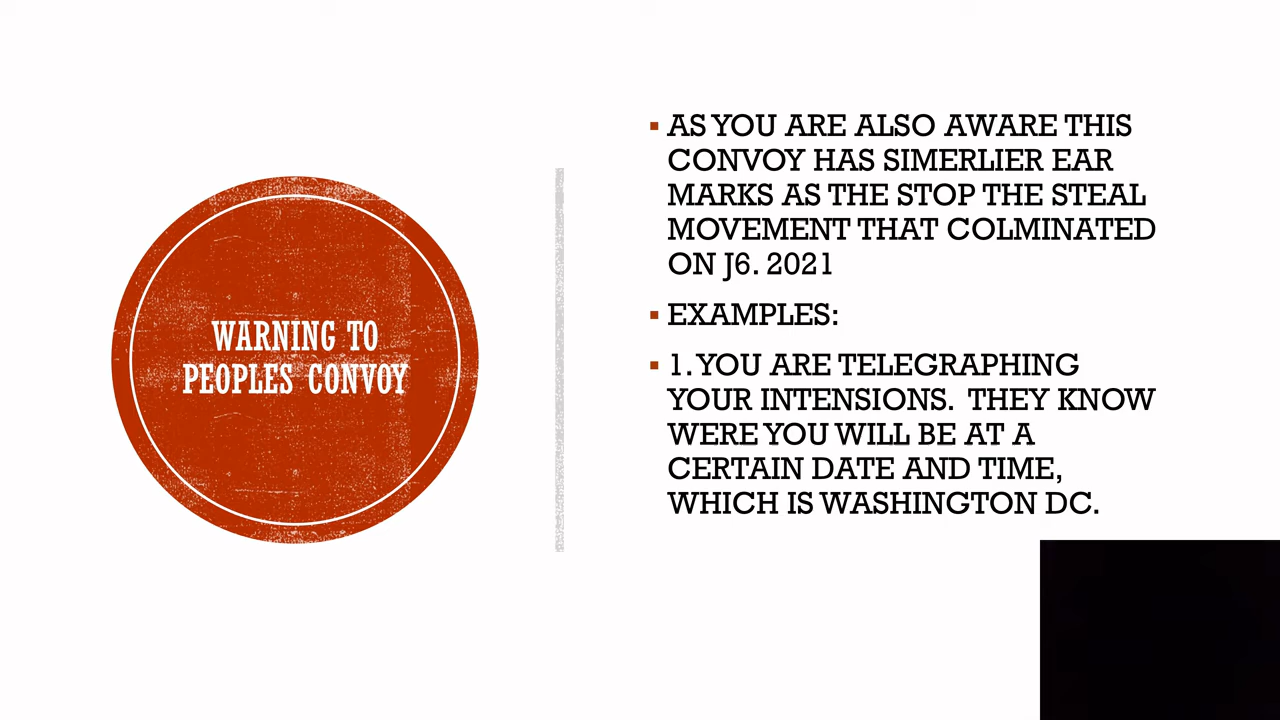 WARNING TO
PEOPLES CONVOY
▪ AS YOU ARE ALSO AWARE THIS
CONVOY HAS SIMERLIER EAR
MARKS AS THE STOP THE STEAL
MOVEMENT THAT COLMINATED
ON J6. 2021
▪ EXAMPLES:
▪ 1. YOU ARE TELEGRAPHING
YOUR INTENSIONS.  THEY KNOW
WERE YOU WILL BE AT A
CERTAIN DATE AND TIME,
WHICH IS WASHINGTON DC.